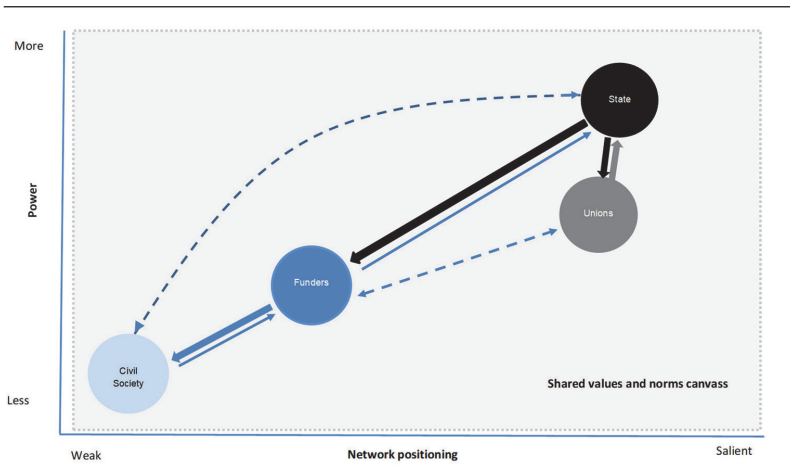 More
State
Power
Unions
Funders
Civil
Society
Shared values and norms canvass
Less
Weak
Network positioning
Salient